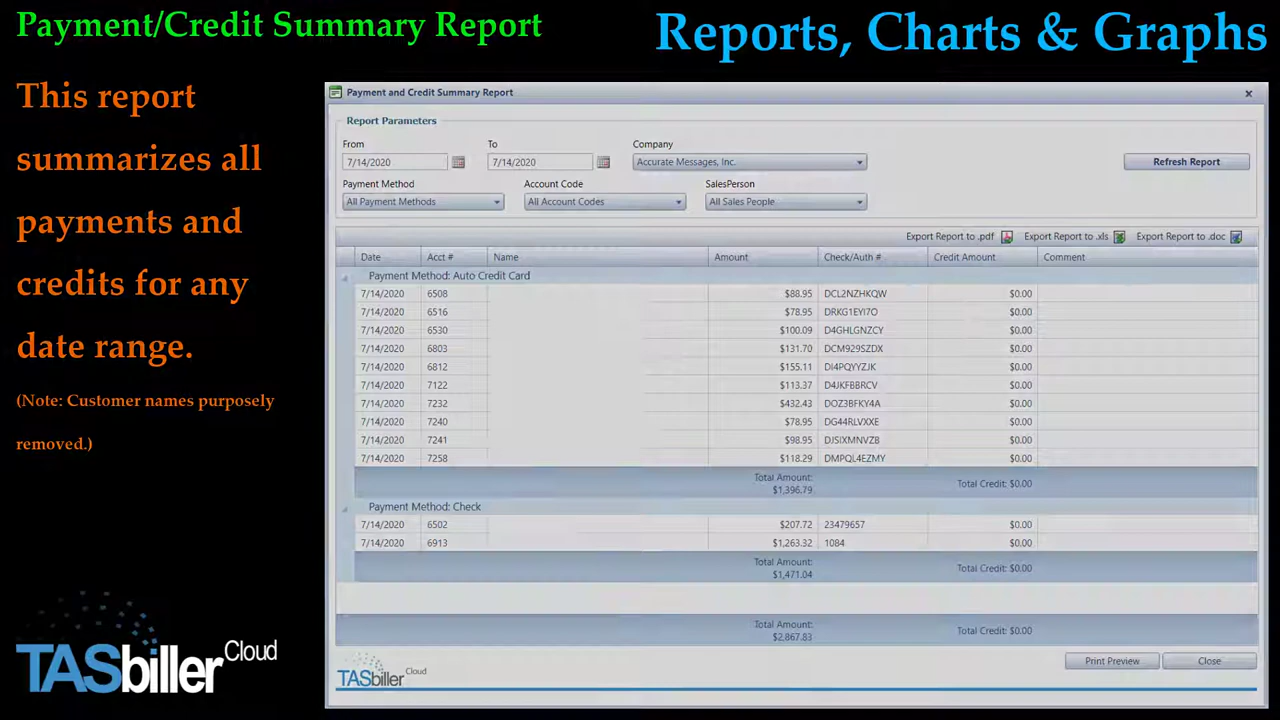 Payment/Credit Summary Report
Reports, Charts & Graphs
This report
summarizes all
payments and
credits for any
date range.
(Note: Customer names purposely
removed.)
TASbiller Cloud
Payment and Credit Summary Report
Report Parameters
From To Company
7/14/2020 7/14/2020 Accurate Messages, Inc. Refresh Report
Payment Method Account Code SalesPerson
All Payment Methods All Account Codes All Sales People
Export Report to .pdf Export Report to .xls Export Report to .doc
Date Acct # Name Amount Check/Auth # Credit Amount Comment
Payment Method: Auto Credit Card
7/14/2020 6508 $88.95 DCL2NZHKQW $0.00
7/14/2020 6516 $78.95 DRKG1EYI7O $0.00
7/14/2020 6530 $100.09 D4GHLGNZCY $0.00
7/14/2020 6803 $131.70 DCM929SZDX $0.00
7/14/2020 6812 $155.11 DI4PQYYZJK $0.00
7/14/2020 7122 $113.37 D4JKFBBRCV $0.00
7/14/2020 7232 $432.43 DOZ3BFKY4A $0.00
7/14/2020 7240 $78.95 DG44RLVXXE $0.00
7/14/2020 7241 $98.95 DJSIXMNVZB $0.00
7/14/2020 7258 $118.29 DMPQL4EZMY $0.00
Total Amount:
$1,396.79 Total Credit: $0.00
Payment Method: Check
7/14/2020 6502 $207.72 23479657 $0.00
7/14/2020 6913 $1,263.32 1084 $0.00
Total Amount:
$1,471.04 Total Credit: $0.00
Total Amount:
$2,867.83 Total Credit: $0.00
Print Preview Close
TASbiller Cloud